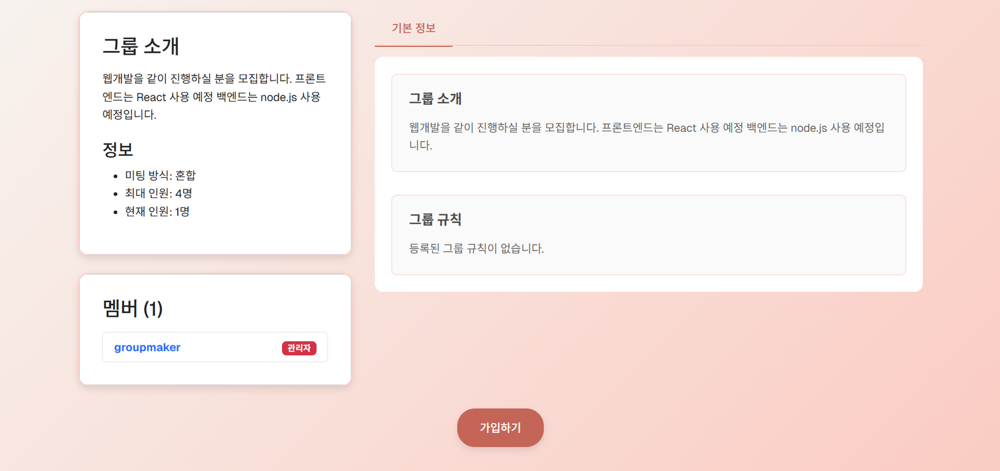 그룹 소개
웹개발을 같이 진행하실 분을 모집합니다. 프론트
엔드는 React 사용 예정 백엔드는 node.js 사용
예정입니다.
정보
• 미팅 방식: 혼합
• 최대 인원: 4명
• 현재 인원: 1명
멤버 (1)
groupmaker 관리자
기본 정보
그룹 소개
웹개발을 같이 진행하실 분을 모집합니다. 프론트엔드는 React 사용 예정 백엔드는 node.js 사용 예정입
니다.
그룹 규칙
등록된 그룹 규칙이 없습니다.
가입하기